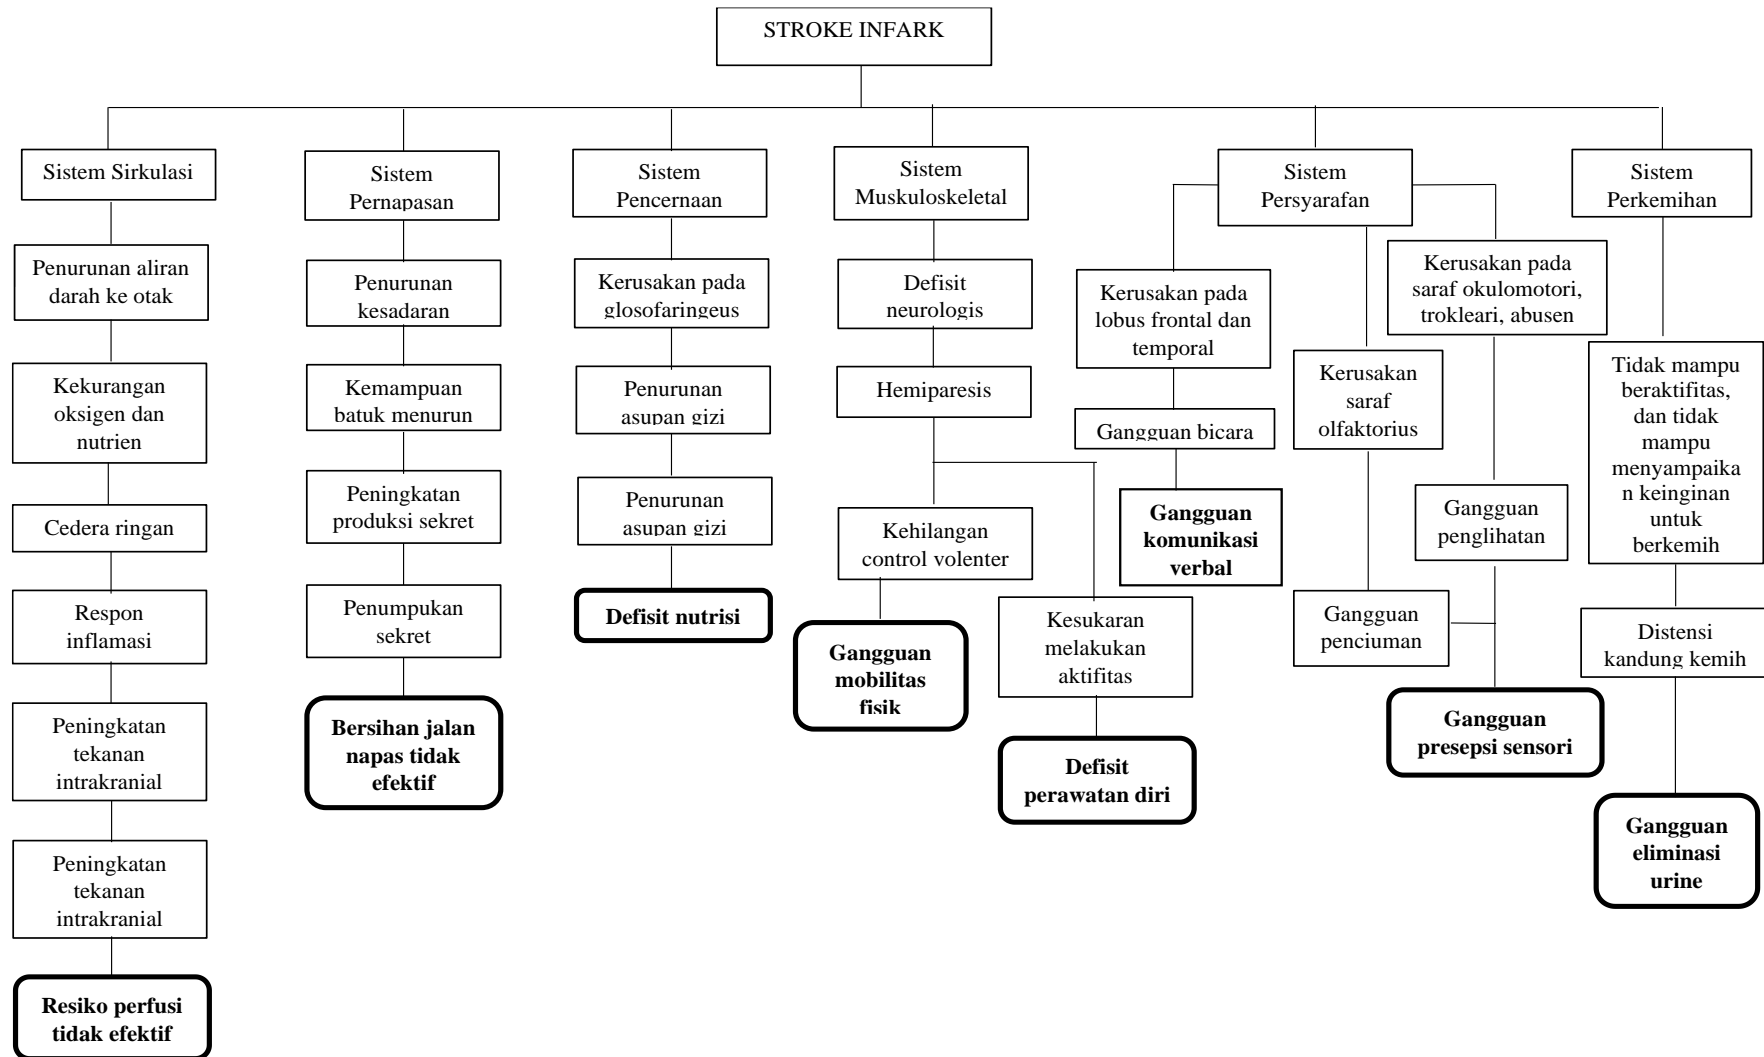 STROKE INFARK
Sistem Sirkulasi
Penurunan aliran
darah ke otak
Kekurangan
oksigen dan
nutrien
Cedera ringan
Respon
inflamasi
Peningkatan
tekanan
intrakranial
Peningkatan
tekanan
intrakranial
Resiko perfusi
tidak efektif
Sistem
Pernapasan
Penurunan
kesadaran
Kemampuan
batuk menurun
Peningkatan
produksi sekret
Penumpukan
sekret
Bersihan jalan
napas tidak
efektif
Sistem
Pencernaan
Kerusakan pada
glosofaringeus
Penurunan
asupan gizi
Penurunan
asupan gizi
Defisit nutrisi
Sistem
Muskuloskeletal
Defisit
neurologis
Hemiparesis
Kehilangan
control volenter
Gangguan
mobilitas
fisik
Kesukaran
melakukan
aktifitas
Defisit
perawatan diri
Sistem
Persyarafan
Kerusakan pada
lobus frontal dan
temporal
Gangguan bicara
Gangguan
komunikasi
verbal
Kerusakan
saraf
olfaktorius
Gangguan
penciuman
Kerusakan pada
saraf okulomotori,
trokleari, abusen
Gangguan
penglihatan
Gangguan
presepsi sensori
Sistem
Perkemihan
Tidak mampu
beraktifitas,
dan tidak
mampu
menyampaika
n keinginan
untuk
berkemih
Distensi
kandung kemih
Gangguan
eliminasi
urine